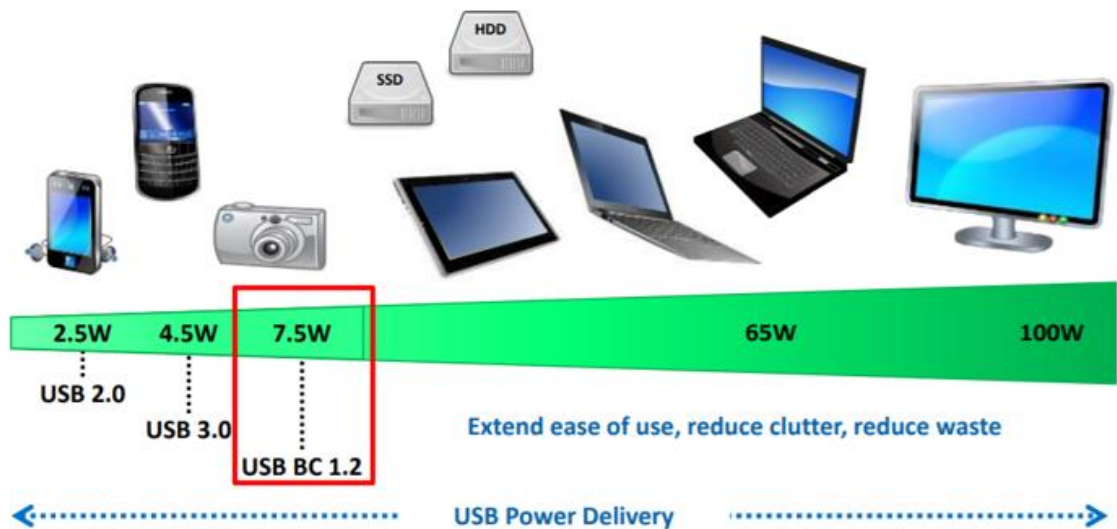 HDD
SSD
2.5W 4.5W 7.5W 65W 100W
USB 2.0
USB 3.0
USB BC 1.2
Extend ease of use, reduce clutter, reduce waste
USB Power Delivery